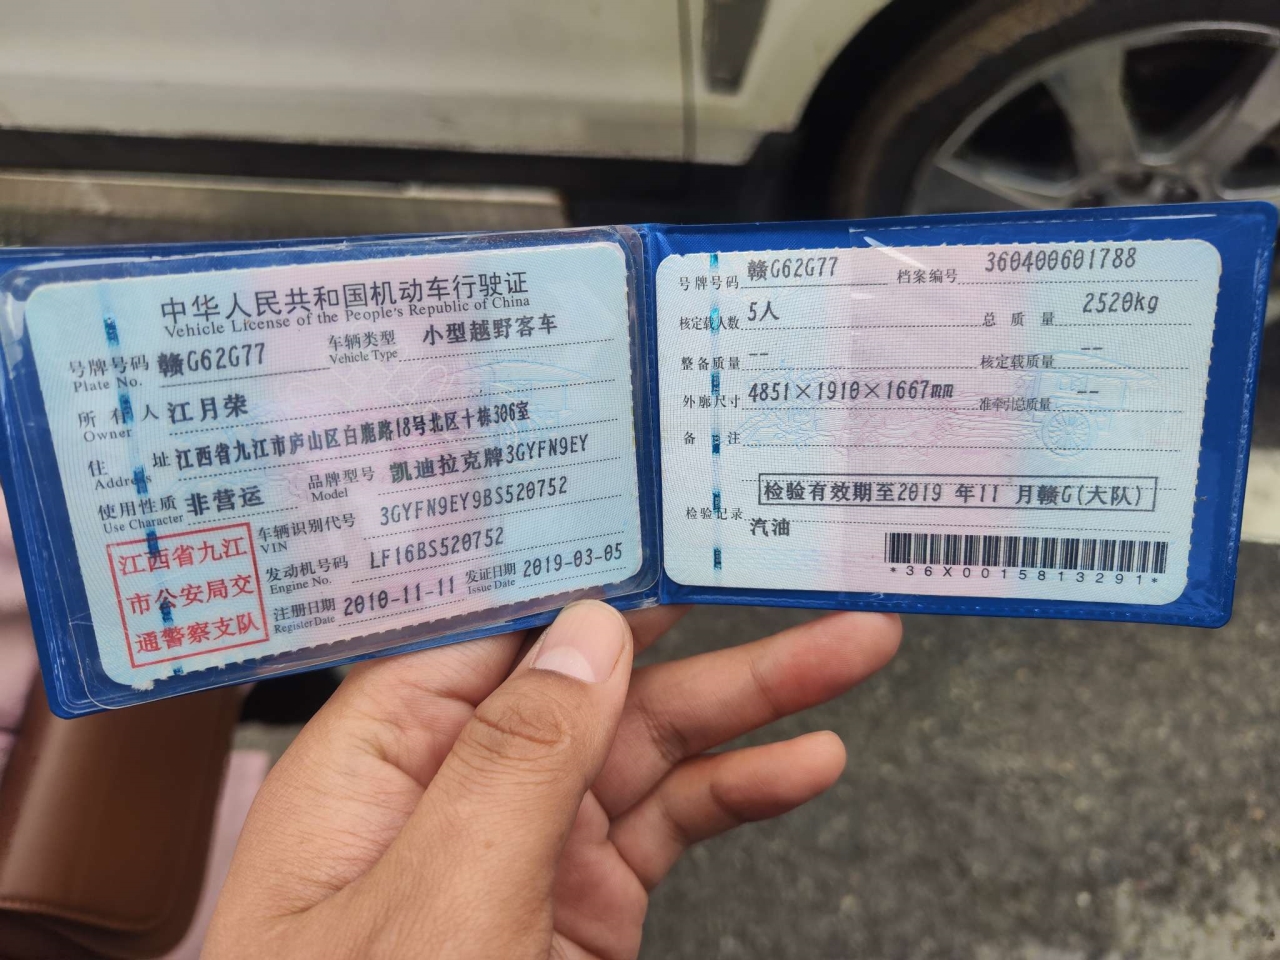 中华人民共和国机动车行驶证
Vehicle License of the People's Republic of China
号牌号码 赣G62G77 车辆类型 小型越野客车
Plate No. Vehicle Type
所有人 江月荣
Owner
住址 江西省九江市庐山区白鹿路18号北区十栋306室
Address
使用性质 非营运 品牌型号 凯迪拉克牌3GYFN9EY
Use Character Model
车辆识别代号 3GYFN9EY9BS520752
VIN
发动机号码 LF16BS520752
Engine No.
注册日期 2010-11-11 发证日期 2019-03-05
Register Date Issue Date
江西省九江
市公安局交
通警察支队
号牌号码 赣G62G77 档案编号 360400601788
核定载人数 5人 总质量 2520kg
整备质量 -- 核定载质量 --
外廓尺寸 4851×1910×1667mm 准牵引总质量 --
备注
检验有效期至2019 年11 月赣G(大队)
检验记录
汽油
*36X0015813291*